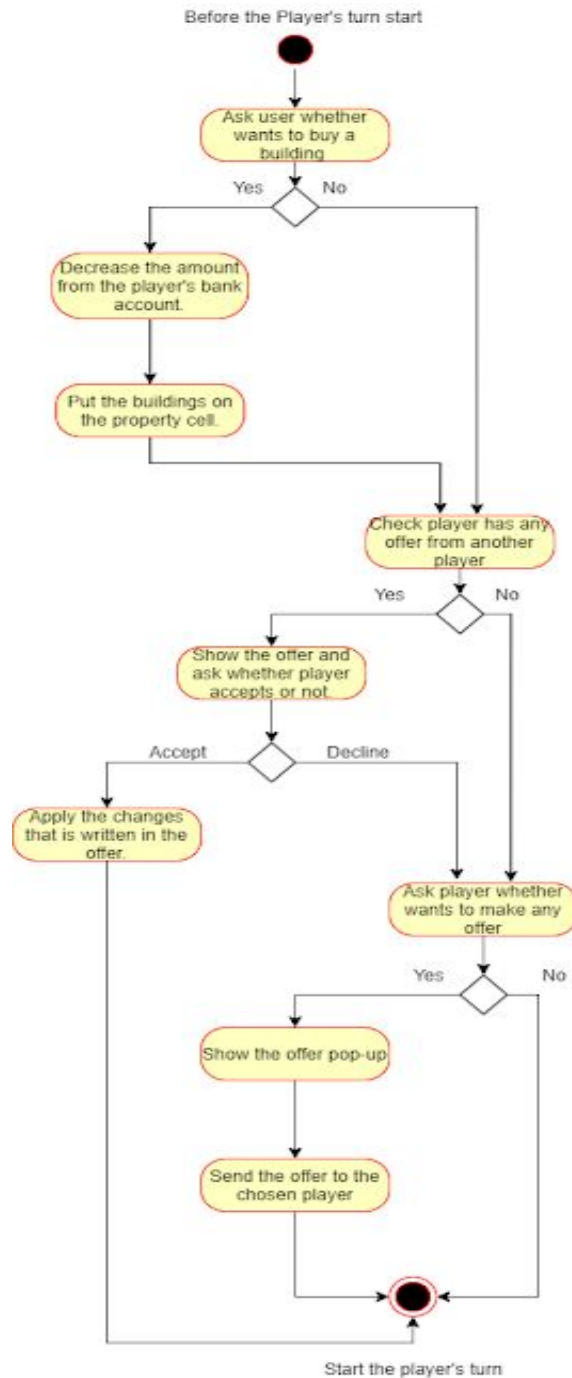 Before the Player's turn start
Ask user whether
wants to buy a
building
Yes
No
Decrease the amount
from the player's bank
account.
Put the buildings on
the property cell.
Check player has any
offer from another
player
Yes
No
Show the offer and
ask whether player
accepts or not.
Accept
Decline
Apply the changes
that is written in the
offer.
Ask player whether
wants to make any
offer
Yes
No
Show the offer pop-up
Send the offer to the
chosen player
Start the player's turn